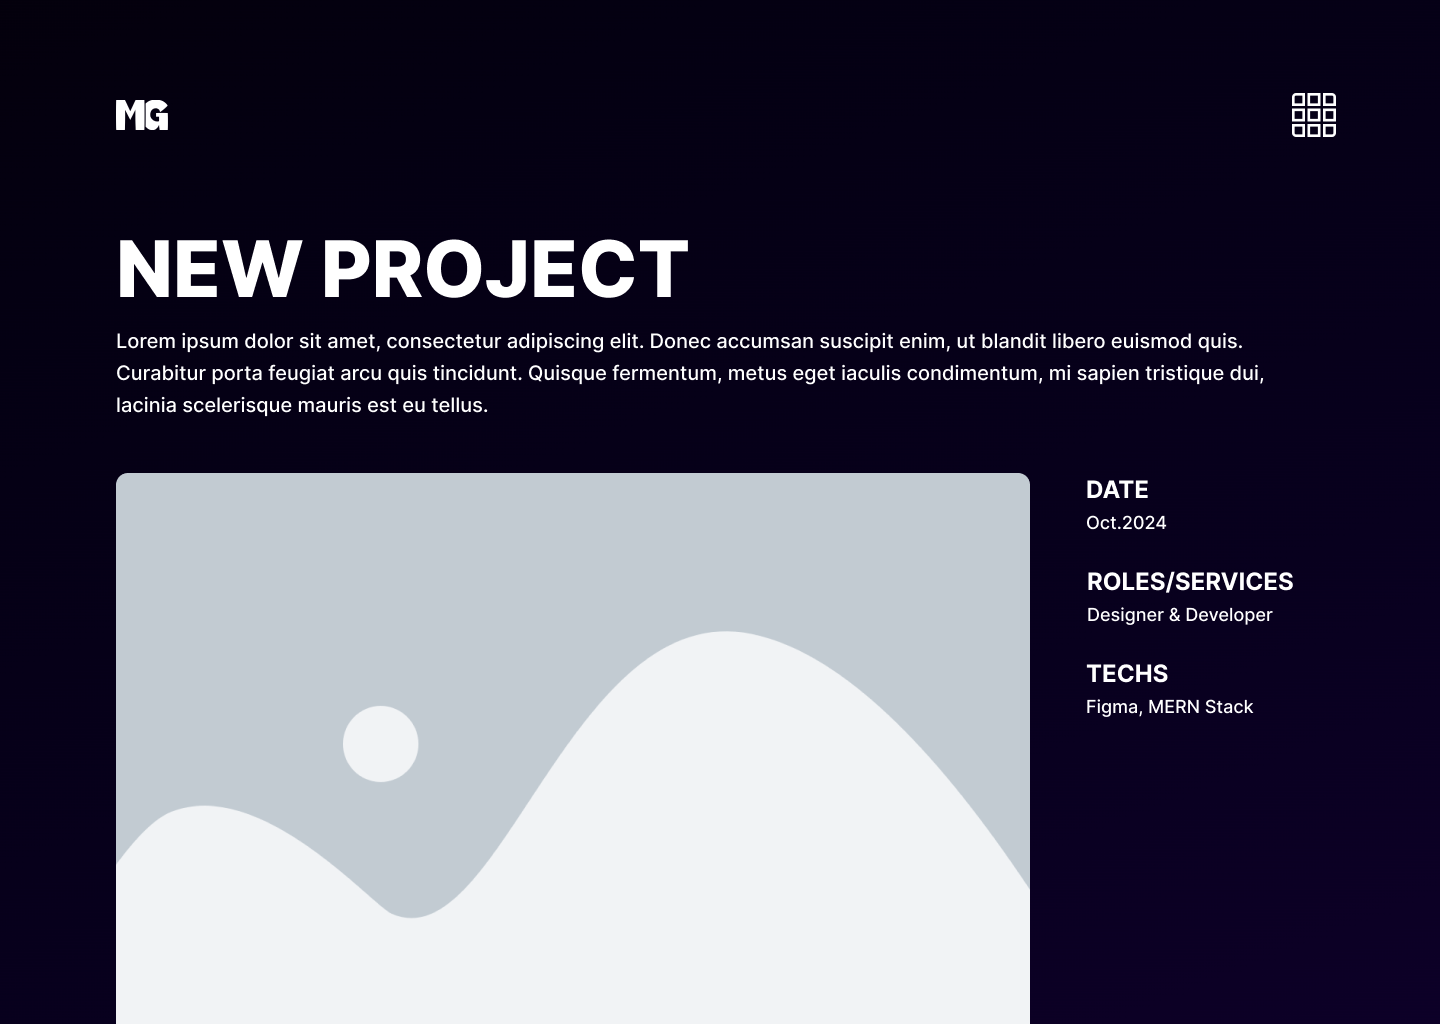 MG
NEW PROJECT
Lorem ipsum dolor sit amet, consectetur adipiscing elit. Donec accumsan suscipit enim, ut blandit libero euismod quis.
Curabitur porta feugiat arcu quis tincidunt. Quisque fermentum, metus eget iaculis condimentum, mi sapien tristique dui,
lacinia scelerisque mauris est eu tellus.
DATE
Oct.2024
ROLES/SERVICES
Designer & Developer
TECHS
Figma, MERN Stack